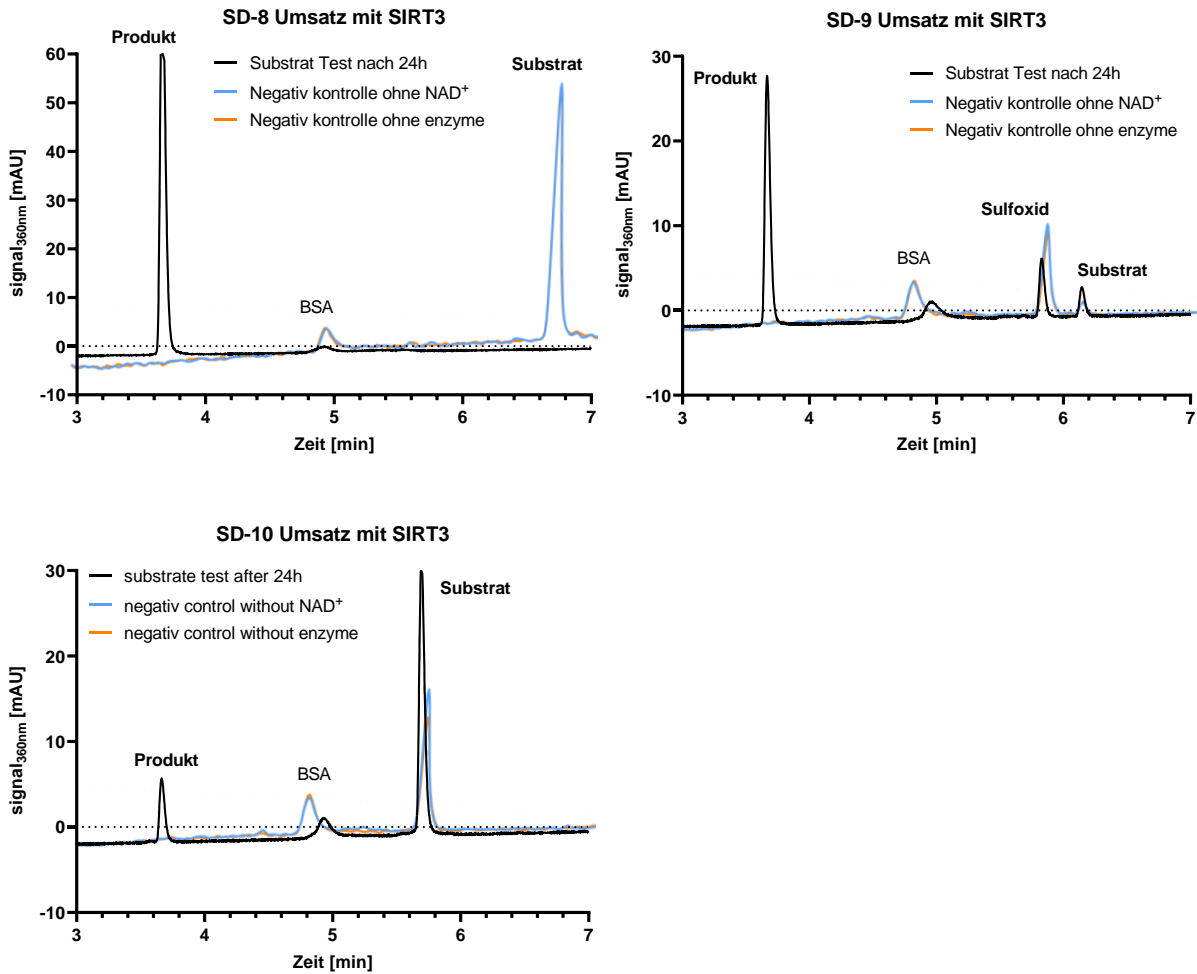 SD-8 Umsatz mit SIRT3
Produkt
Substrat Test nach 24h
Negativ kontrolle ohne NAD+
Negativ kontrolle ohne enzyme
Substrat
BSA
60
50
40
30
20
10
0
-10
signal360nm [mAU]
3 4 5 6 7
Zeit [min]
SD-9 Umsatz mit SIRT3
Produkt
Substrat Test nach 24h
Negativ kontrolle ohne NAD+
Negativ kontrolle ohne enzyme
Sulfoxid
BSA
Substrat
30
20
10
0
-10
signal360nm [mAU]
3 4 5 6 7
Zeit [min]
SD-10 Umsatz mit SIRT3
substrate test after 24h
negativ control without NAD+
negativ control without enzyme
Substrat
Produkt
BSA
30
20
10
0
-10
signal360nm [mAU]
3 4 5 6 7
Zeit [min]